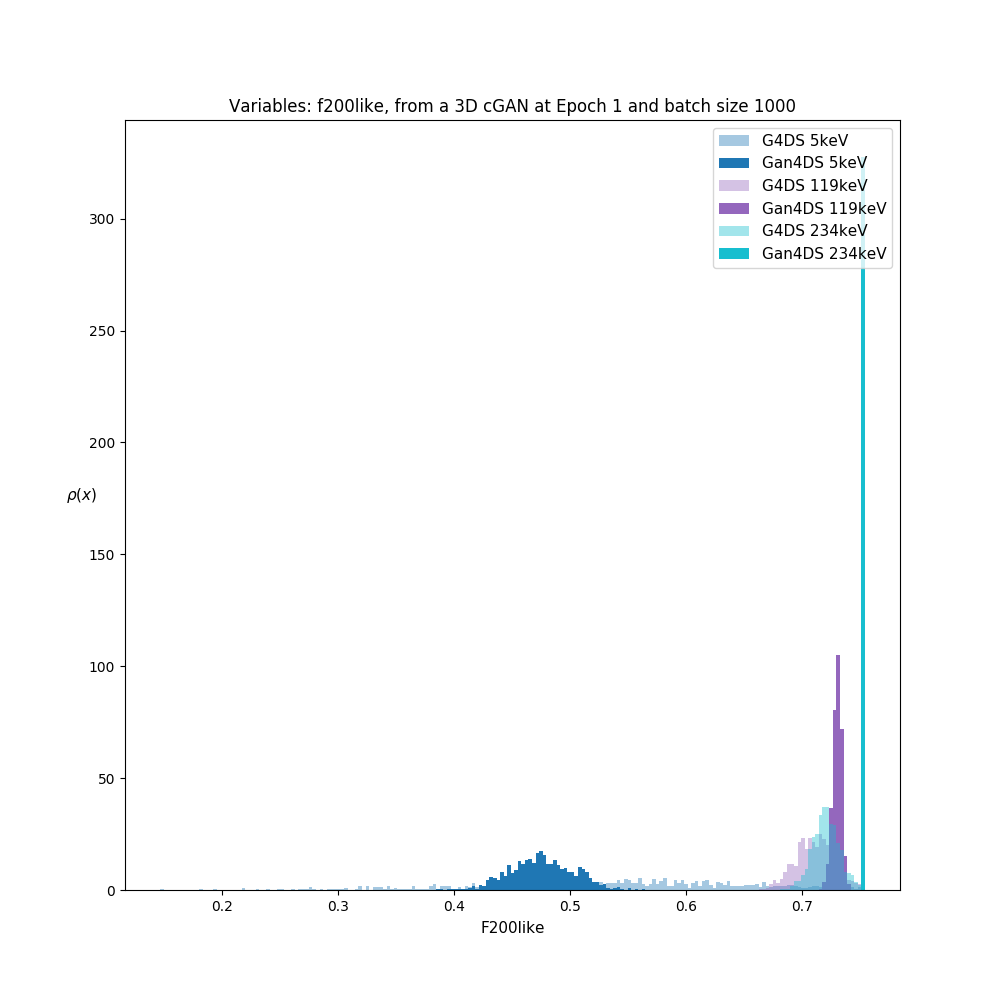 Variables: f200like, from a 3D cGAN at Epoch 1 and batch size 1000
G4DS 5keV
Gan4DS 5keV
G4DS 119keV
Gan4DS 119keV
G4DS 234keV
Gan4DS 234keV
300
250
200
ρ(x)
150
100
50
0
0.2 0.3 0.4 0.5 0.6 0.7
F200like